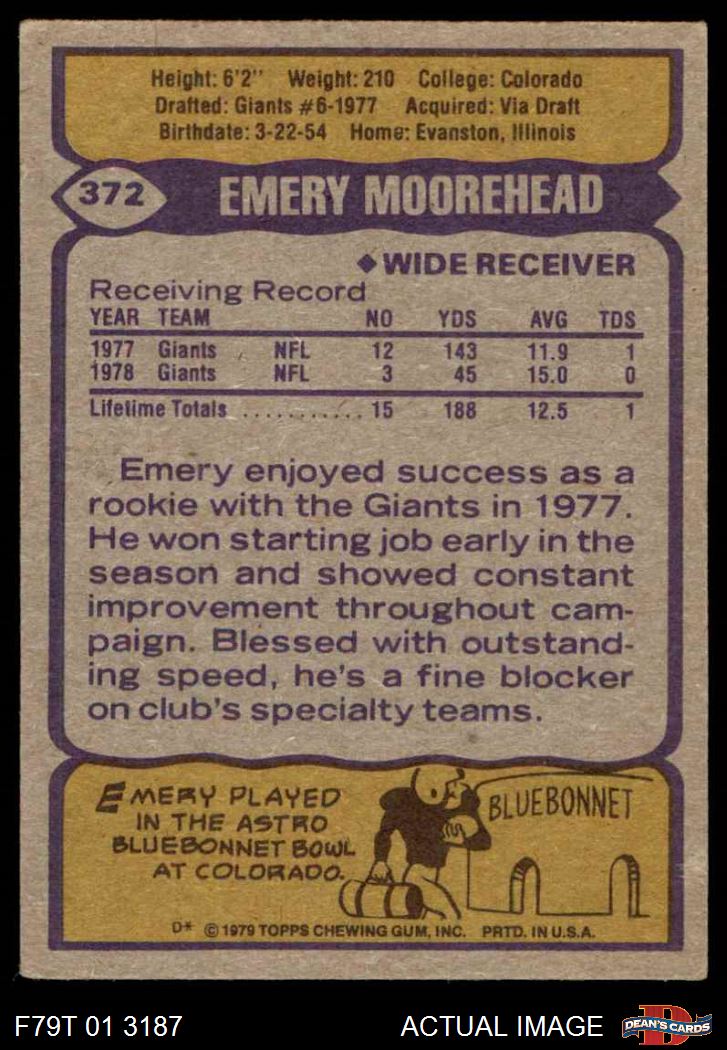 Height: 6'2" Weight: 210 College: Colorado
Drafted: Giants #6-1977 Acquired: Via Draft
Birthdate: 3-22-54 Home: Evanston, Illinois
372 EMERY MOOREHEAD
◆WIDE RECEIVER
Receiving Record
YEAR TEAM NO YDS AVG TDS
1977 Giants NFL 12 143 11.9 1
1978 Giants NFL 3 45 15.0 0
Lifetime Totals ............ 15 188 12.5 1
Emery enjoyed success as a
rookie with the Giants in 1977.
He won starting job early in the
season and showed constant
improvement throughout cam-
paign. Blessed with outstand-
ing speed, he's a fine blocker
on club's specialty teams.
EMERY PLAYED
IN THE ASTRO
BLUEBONNET BOWL
AT COLORADO.
BLUEBONNET
D* © 1979 TOPPS CHEWING GUM, INC. PRTD. IN U.S.A.
F79T 01 3187 ACTUAL IMAGE
D
DEAN'S CARDS